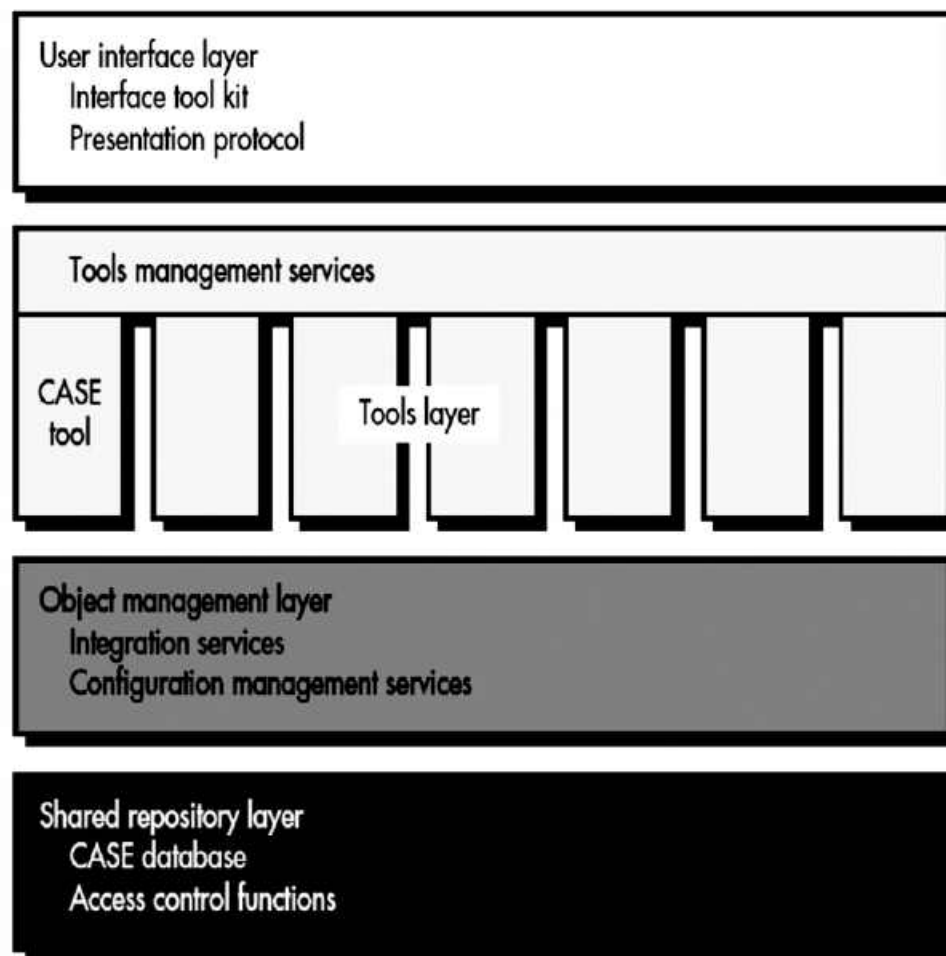 User interface layer
Interface tool kit
Presentation protocol
Tools management services
CASE
tool
Tools layer
Object management layer
Integration services
Configuration management services
Shared repository layer
CASE database
Access control functions